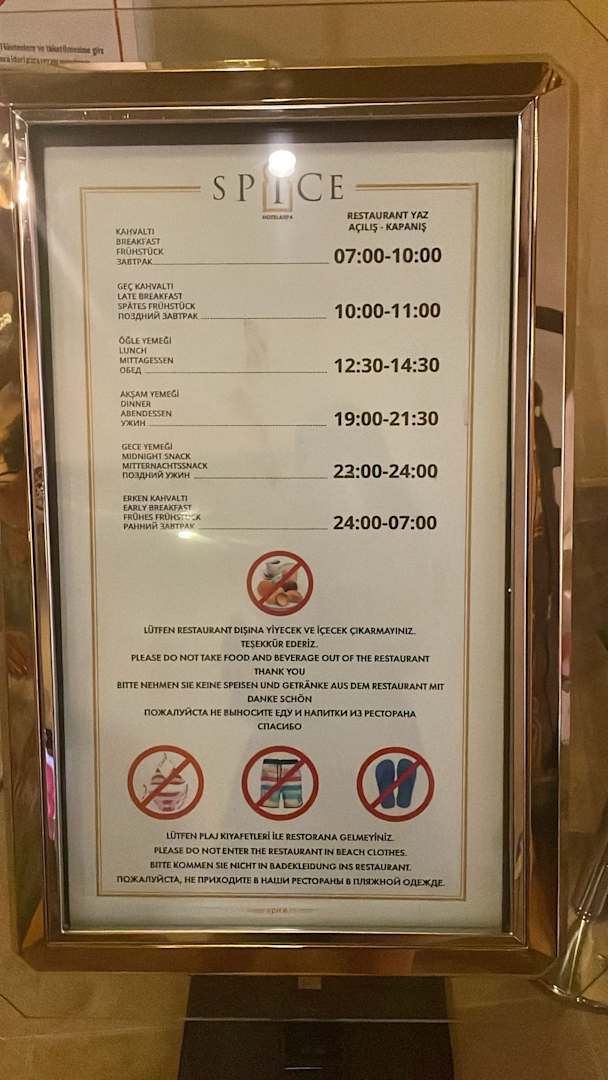 SPICE
HOTEL&SPA
RESTAURANT YAZ
AÇILIŞ - KAPANIŞ
KAHVALTI
BREAKFAST
FRÜHSTÜCK
ЗАВТРАК 07:00-10:00
GEÇ KAHVALTI
LATE BREAKFAST
SPÄTES FRÜHSTÜCK
ПОЗДНИЙ ЗАВТРАК 10:00-11:00
ÖĞLE YEMEĞİ
LUNCH
MITTAGESSEN
ОБЕД 12:30-14:30
AKŞAM YEMEĞİ
DINNER
ABENDESSEN
УЖИН 19:00-21:30
GECE YEMEĞİ
MIDNIGHT SNACK
MITTERNACHTSSNACK
ПОЗДНИЙ УЖИН 23:00-24:00
ERKEN KAHVALTI
EARLY BREAKFAST
FRÜHES FRÜHSTÜCK
РАННИЙ ЗАВТРАК 24:00-07:00
LÜTFEN RESTAURANT DIŞINA YİYECEK VE İÇECEK ÇIKARMAYINIZ.
TEŞEKKÜR EDERİZ.
PLEASE DO NOT TAKE FOOD AND BEVERAGE OUT OF THE RESTAURANT
THANK YOU
BITTE NEHMEN SIE KEINE SPEISEN UND GETRÄNKE AUS DEM RESTAURANT MIT
DANKE SCHÖN
ПОЖАЛУЙСТА НЕ ВЫНОСИТЕ ЕДУ И НАПИТКИ ИЗ РЕСТОРАНА
СПАСИБО
LÜTFEN PLAJ KIYAFETLERİ İLE RESTORANA GELMEYİNİZ.
PLEASE DO NOT ENTER THE RESTAURANT IN BEACH CLOTHES.
BITTE KOMMEN SIE NICHT IN BADEKLEIDUNG INS RESTAURANT.
ПОЖАЛУЙСТА, НЕ ПРИХОДИТЕ В НАШИ РЕСТОРАНЫ В ПЛЯЖНОЙ ОДЕЖДЕ.
spice